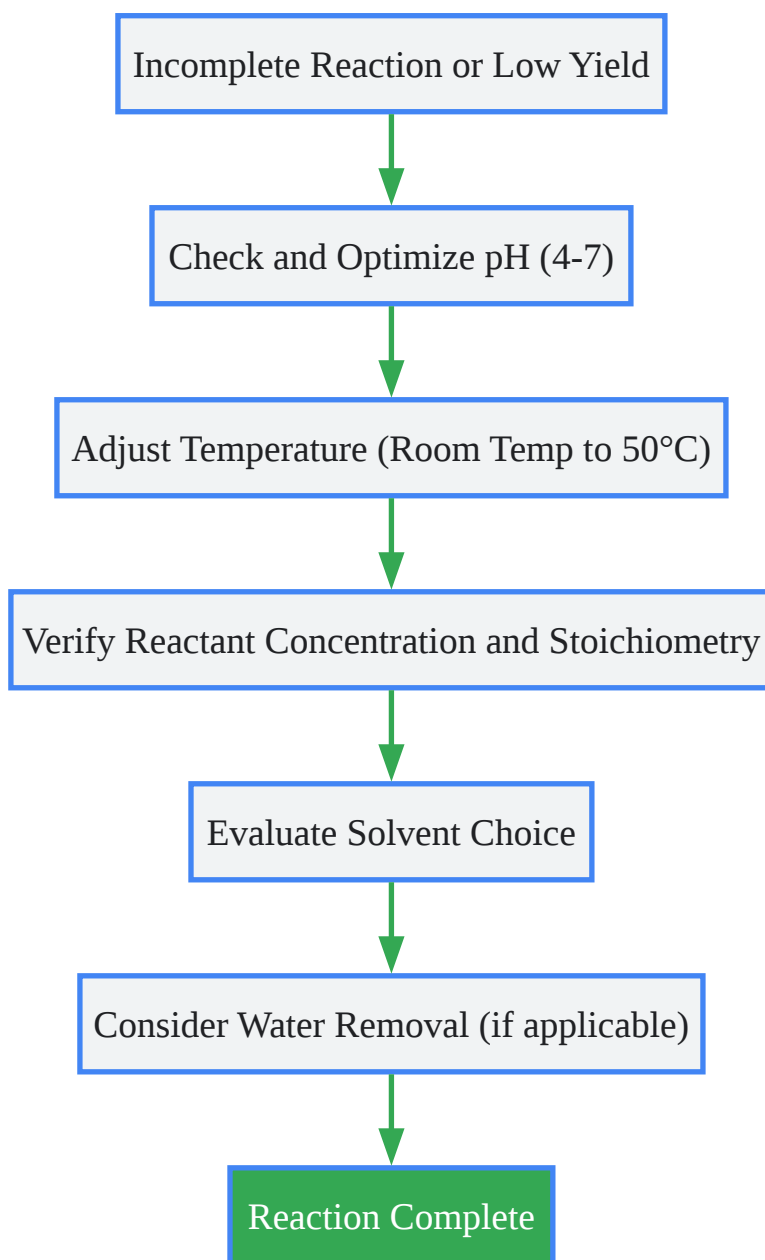 Incomplete Reaction or Low Yield
Check and Optimize pH (4-7)
Adjust Temperature (Room Temp to 50°C)
Verify Reactant Concentration and Stoichiometry
Evaluate Solvent Choice
Consider Water Removal (if applicable)
Reaction Complete